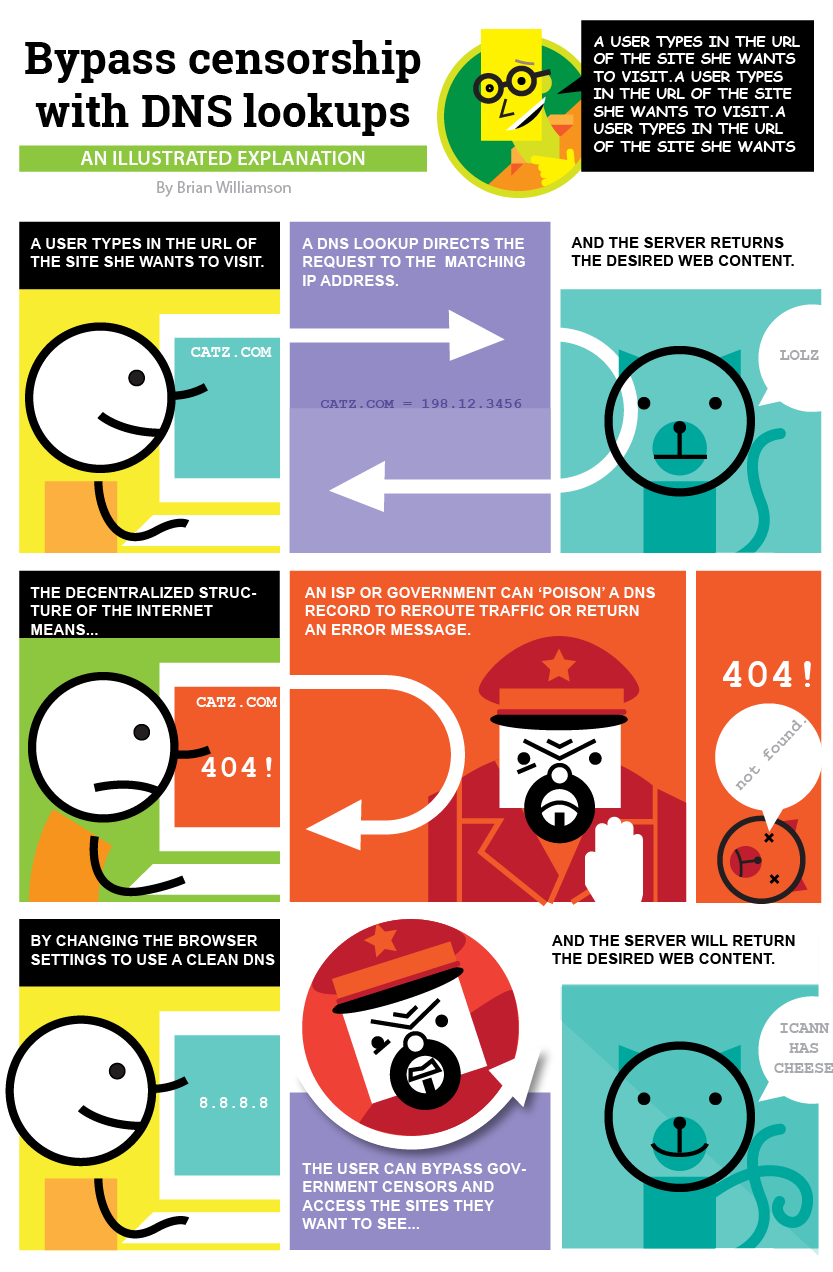 Bypass censorship
with DNS lookups
AN ILLUSTRATED EXPLANATION
By Brian Williamson
A USER TYPES IN THE URL
OF THE SITE SHE WANTS
TO VISIT.A USER TYPES
IN THE URL OF THE SITE
SHE WANTS TO VISIT.A
USER TYPES IN THE URL
OF THE SITE SHE WANTS
A USER TYPES IN THE URL OF
THE SITE SHE WANTS TO VISIT.
CATZ.COM
A DNS LOOKUP DIRECTS THE
REQUEST TO THE MATCHING
IP ADDRESS.
CATZ.COM = 198.12.3456
AND THE SERVER RETURNS
THE DESIRED WEB CONTENT.
LOLZ
THE DECENTRALIZED STRUC-
TURE OF THE INTERNET
MEANS...
CATZ.COM
404!
AN ISP OR GOVERNMENT CAN ‘POISON’ A DNS
RECORD TO REROUTE TRAFFIC OR RETURN
AN ERROR MESSAGE.
404!
not found.
BY CHANGING THE BROWSER
SETTINGS TO USE A CLEAN DNS
8.8.8.8
THE USER CAN BYPASS GOV-
ERNMENT CENSORS AND
ACCESS THE SITES THEY
WANT TO SEE...
AND THE SERVER WILL RETURN
THE DESIRED WEB CONTENT.
ICANN
HAS
CHEESE